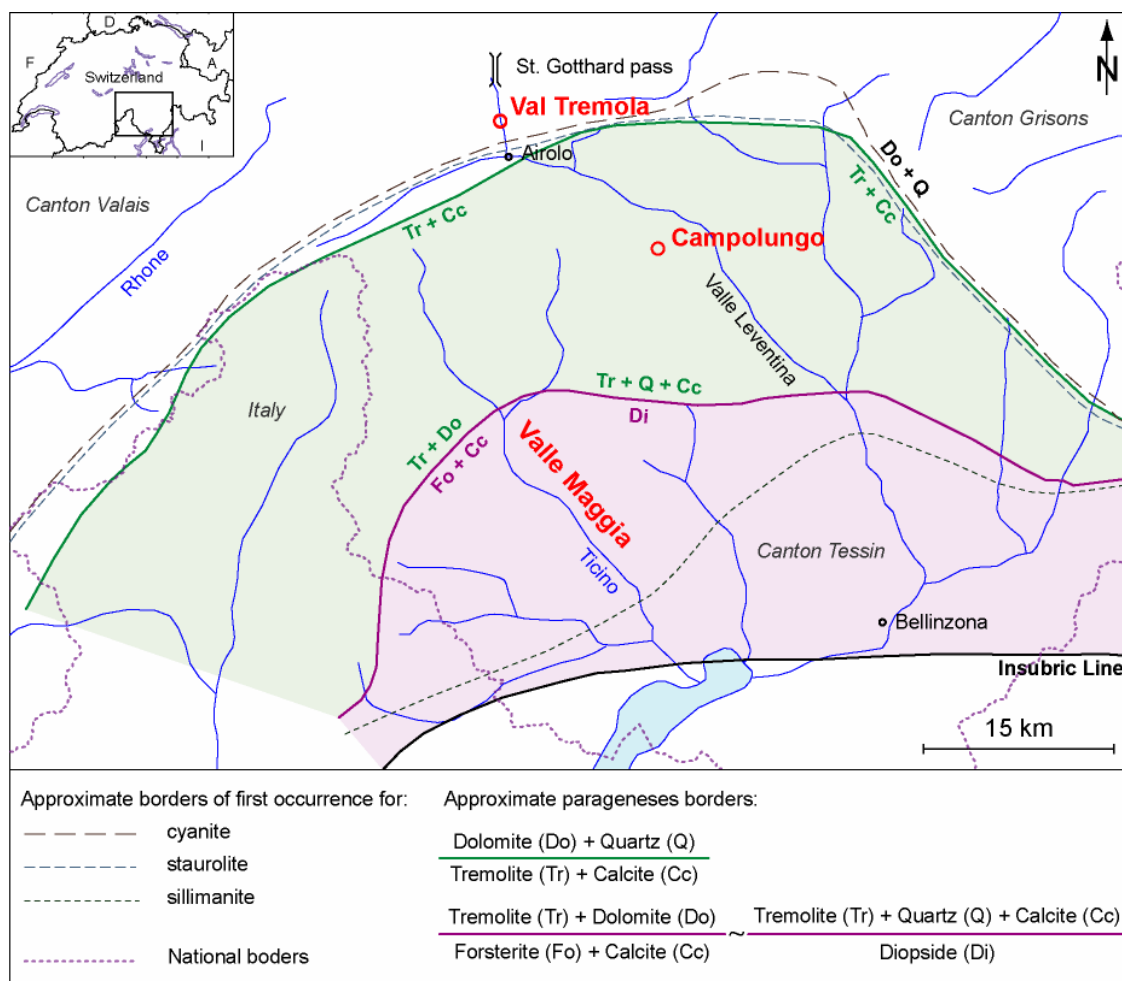 D
F
A
Switzerland
I
St. Gotthard pass
N
Val Tremola
Canton Grisons
Airolo
Do + Q
Tr + Cc
Canton Valais
Tr + Cc
Campolungo
Rhone
Valle Leventina
Tr + Q + Cc
Italy
Di
Tr + Do
Fo + Cc
Valle Maggia
Canton Tessin
Ticino
Bellinzona
Insubric Line
15 km
Approximate borders of first occurrence for:
cyanite
staurolite
sillimanite
National boders
Approximate parageneses borders:
Dolomite (Do) + Quartz (Q)
Tremolite (Tr) + Calcite (Cc)
Tremolite (Tr) + Dolomite (Do)
Forsterite (Fo) + Calcite (Cc)
~
Tremolite (Tr) + Quartz (Q) + Calcite (Cc)
Diopside (Di)